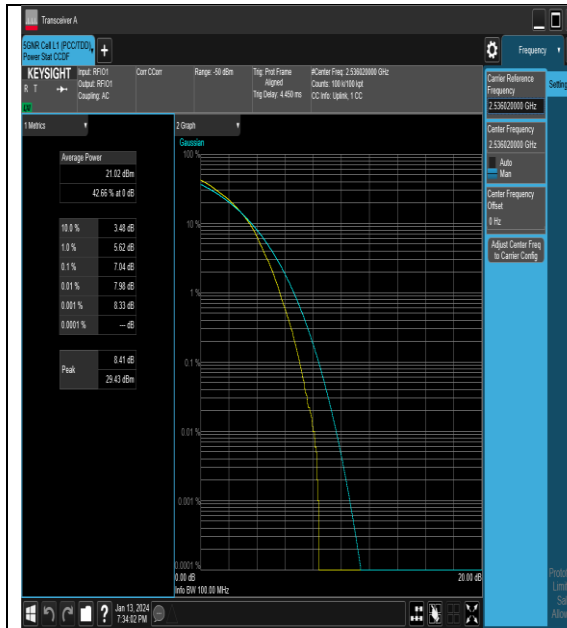 Transceiver A
5GNR Cell L1 (PCC/TDD)
Power Stat CCDF
Frequency
KEYSIGHT
R T
Input: RFIO1
Output: RFIO1
Coupling: AC
Corr CCorr
Range: -50 dBm
Trig: Prot Frame
Aligned
Trig Delay: 4.450 ms
#Center Freq: 2.536020000 GHz
Counts: 100 k/100 kpt
CC Info: Uplink, 1 CC
1 Metrics
Average Power
21.02 dBm
42.66 % at 0 dB
10.0 % 3.48 dB
1.0 % 5.62 dB
0.1 % 7.04 dB
0.01 % 7.98 dB
0.001 % 8.33 dB
0.0001 % --- dB
Peak
8.41 dB
29.43 dBm
2 Graph
Gaussian
100 %
10 %
1 %
0.1 %
0.01 %
0.001 %
0.0001 %
0.00 dB
20.00 dB
Info BW 100.00 MHz
Carrier Reference
Frequency
2.536020000 GHz
Center Frequency
2.536020000 GHz
Auto
Man
Center Frequency
Offset
0 Hz
Adjust Center Freq
to Carrier Config
Jan 13, 2024
7:34:02 PM